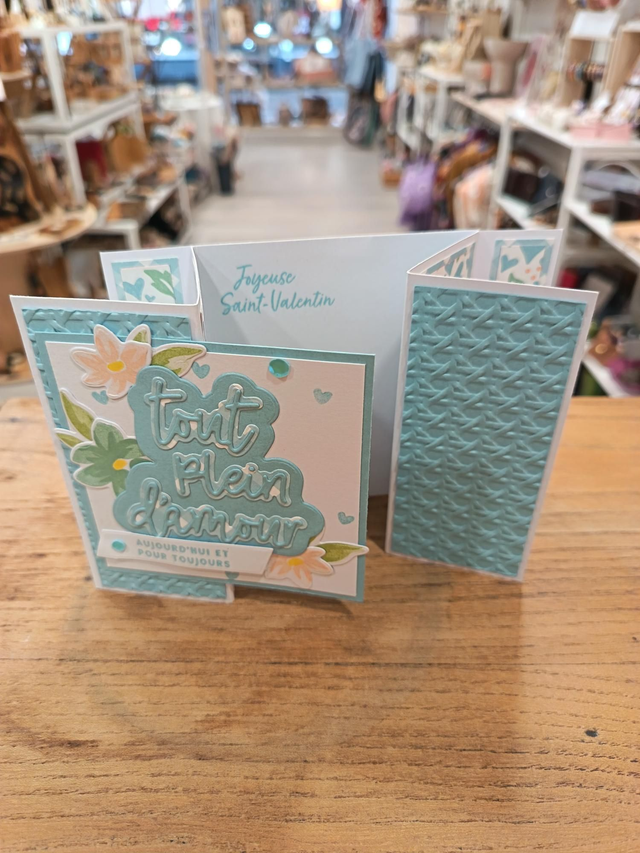 Joyeuse
Saint-Valentin
tout
plein
d'amour
AUJOURD'HUI ET
POUR TOUJOURS